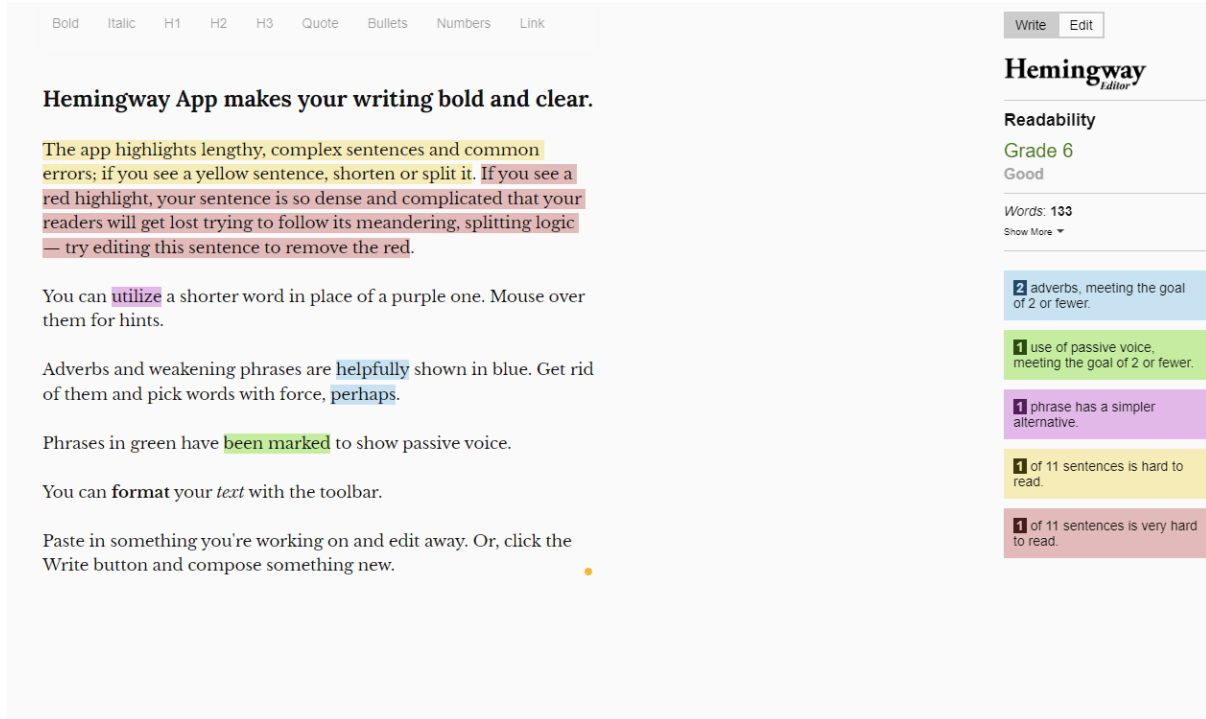 Bold Italic H1 H2 H3 Quote Bullets Numbers Link
Hemingway App makes your writing bold and clear.
The app highlights lengthy, complex sentences and common
errors; if you see a yellow sentence, shorten or split it. If you see a
red highlight, your sentence is so dense and complicated that your
readers will get lost trying to follow its meandering, splitting logic
— try editing this sentence to remove the red.
You can utilize a shorter word in place of a purple one. Mouse over
them for hints.
Adverbs and weakening phrases are helpfully shown in blue. Get rid
of them and pick words with force, perhaps.
Phrases in green have been marked to show passive voice.
You can format your text with the toolbar.
Paste in something you're working on and edit away. Or, click the
Write button and compose something new.
Write Edit
Hemingway
Editor
Readability
Grade 6
Good
Words: 133
Show More
2 adverbs, meeting the goal
of 2 or fewer.
1 use of passive voice,
meeting the goal of 2 or fewer.
1 phrase has a simpler
alternative.
1 of 11 sentences is hard to
read.
1 of 11 sentences is very hard
to read.